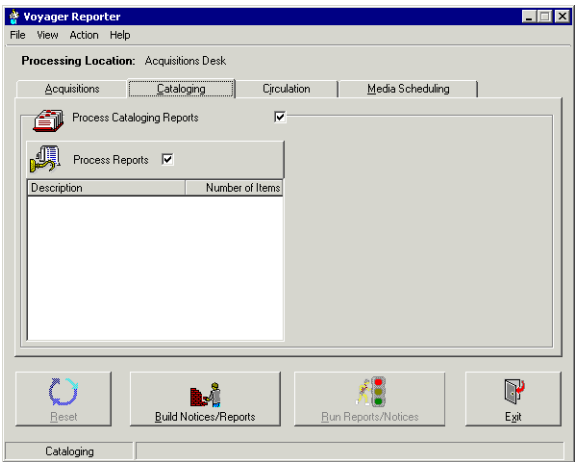 Voyager Reporter
File View Action Help
Processing Location: Acquisitions Desk
Acquisitions Cataloging Circulation Media Scheduling
Process Cataloging Reports
Process Reports
Description Number of Items
Reset Build Notices/Reports Run Reports/Notices Exit
Cataloging